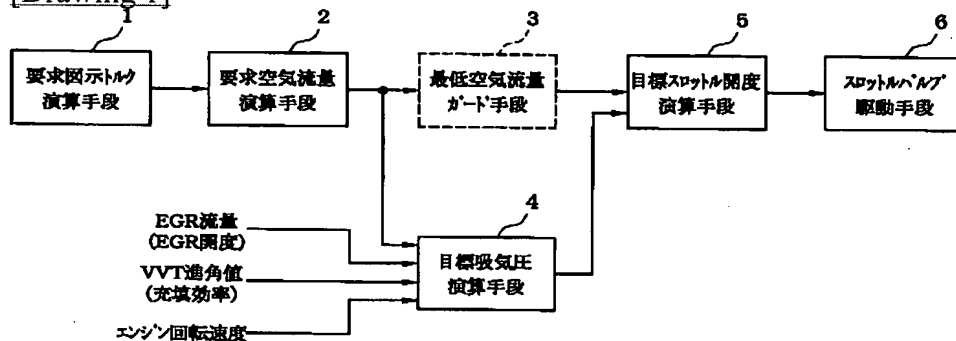 [Drawing 1]
1
要求図示トルク
演算手段
2
要求空気流量
演算手段
3
最低空気流量
ガード手段
5
目標スロットル開度
演算手段
6
スロットルバルブ
駆動手段
4
目標吸気圧
演算手段
EGR流量
(EGR開度)
VVT進角値
(充填効率)
エンジン回転速度